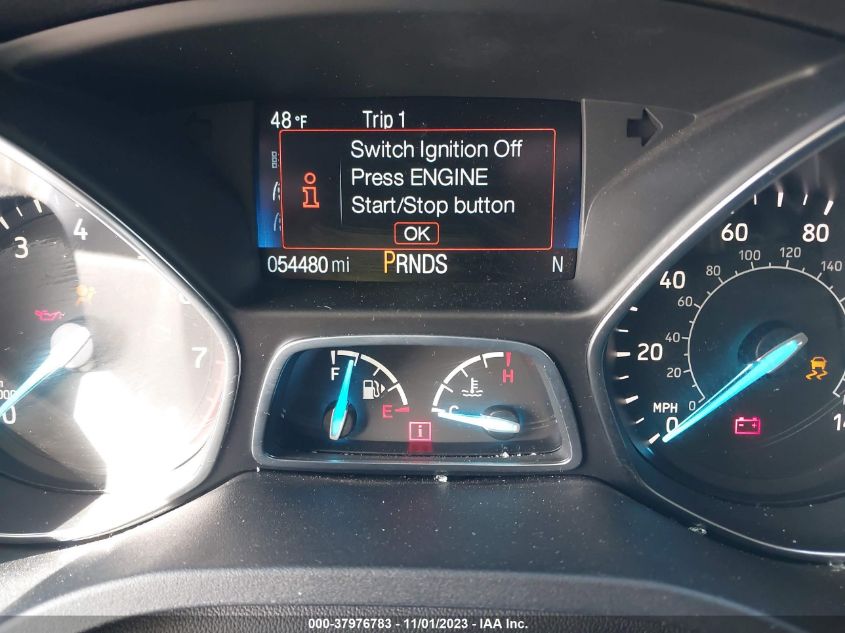 48°F Trip 1
Switch Ignition Off
Press ENGINE
Start/Stop button
OK
054480 mi PRNDS N
3 4 7 0
F E
C H
i
0 20 40 60 80
0 20 40 60 80 100 120 140
MPH
000-37976783 - 11/01/2023 - IAA Inc.